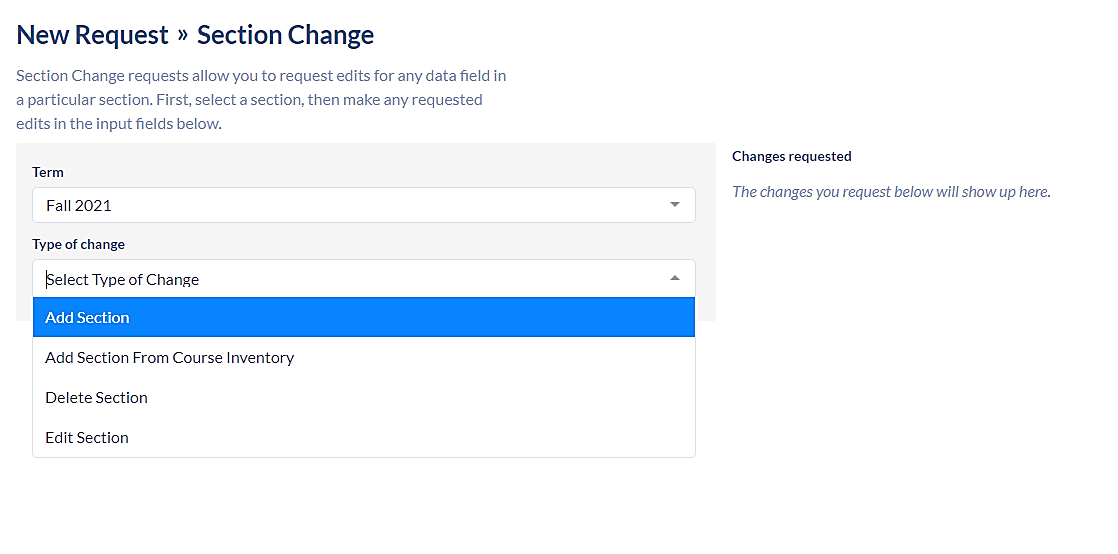 New Request » Section Change
Section Change requests allow you to request edits for any data field in
a particular section. First, select a section, then make any requested
edits in the input fields below.
Term
Fall 2021
Type of change
Select Type of Change
Add Section
Add Section From Course Inventory
Delete Section
Edit Section
Changes requested
The changes you request below will show up here.